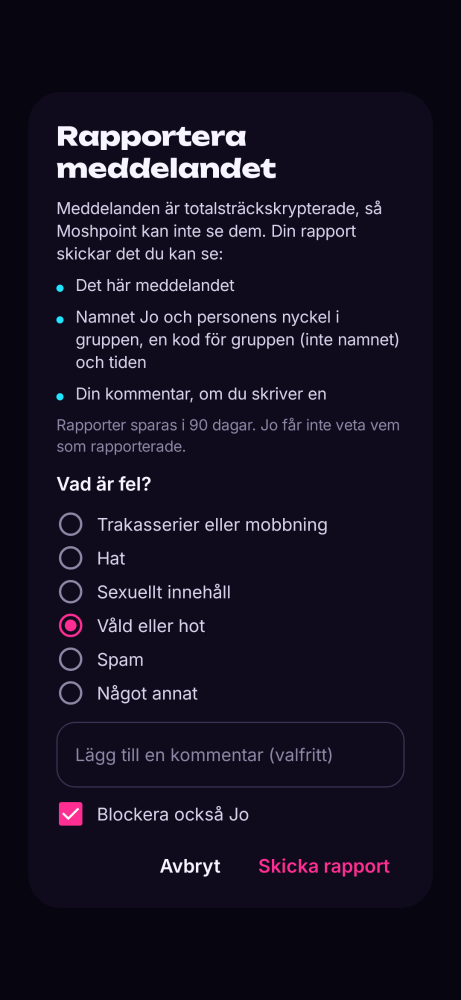 Rapportera
meddelandet
Meddelanden är totalsträckskrypterade, så
Moshpoint kan inte se dem. Din rapport
skickar det du kan se:
Det här meddelandet
Namnet Jo och personens nyckel i
gruppen, en kod för gruppen (inte namnet)
och tiden
Din kommentar, om du skriver en
Rapporter sparas i 90 dagar. Jo får inte veta vem
som rapporterade.
Vad är fel?
Trakasserier eller mobbning
Hat
Sexuellt innehåll
Våld eller hot
Spam
Något annat
Lägg till en kommentar (valfritt)
Blockera också Jo
Avbryt Skicka rapport